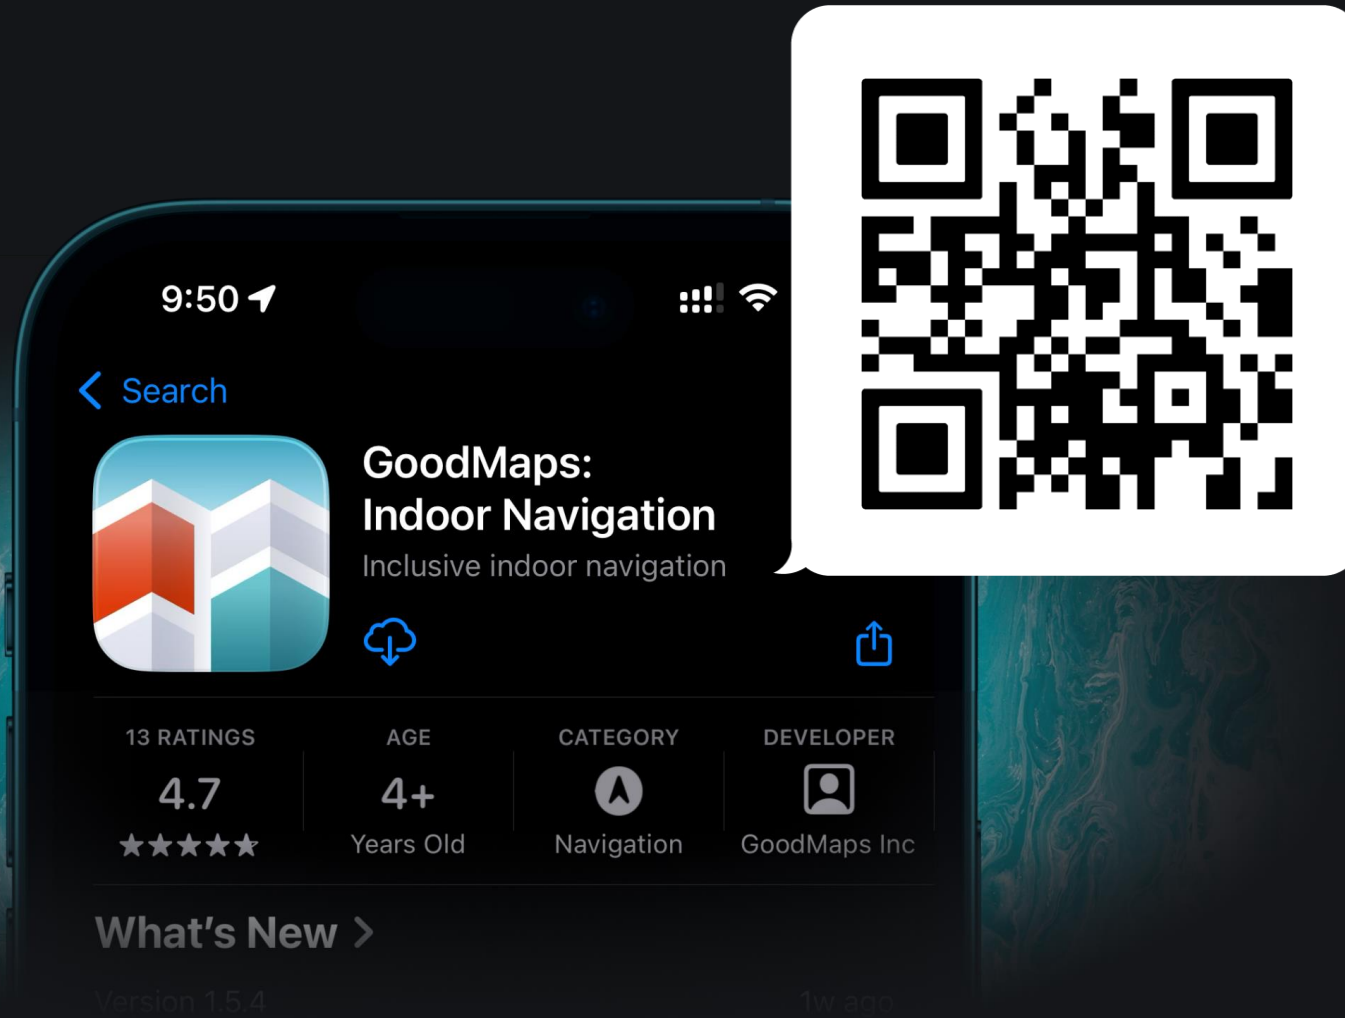 9:50
Search
GoodMaps:
Indoor Navigation
Inclusive indoor navigation
13 RATINGS
AGE
CATEGORY
DEVELOPER
4.7
4+
Years Old
Navigation
GoodMaps Inc
What's New
Version 1.5.4
1w ago